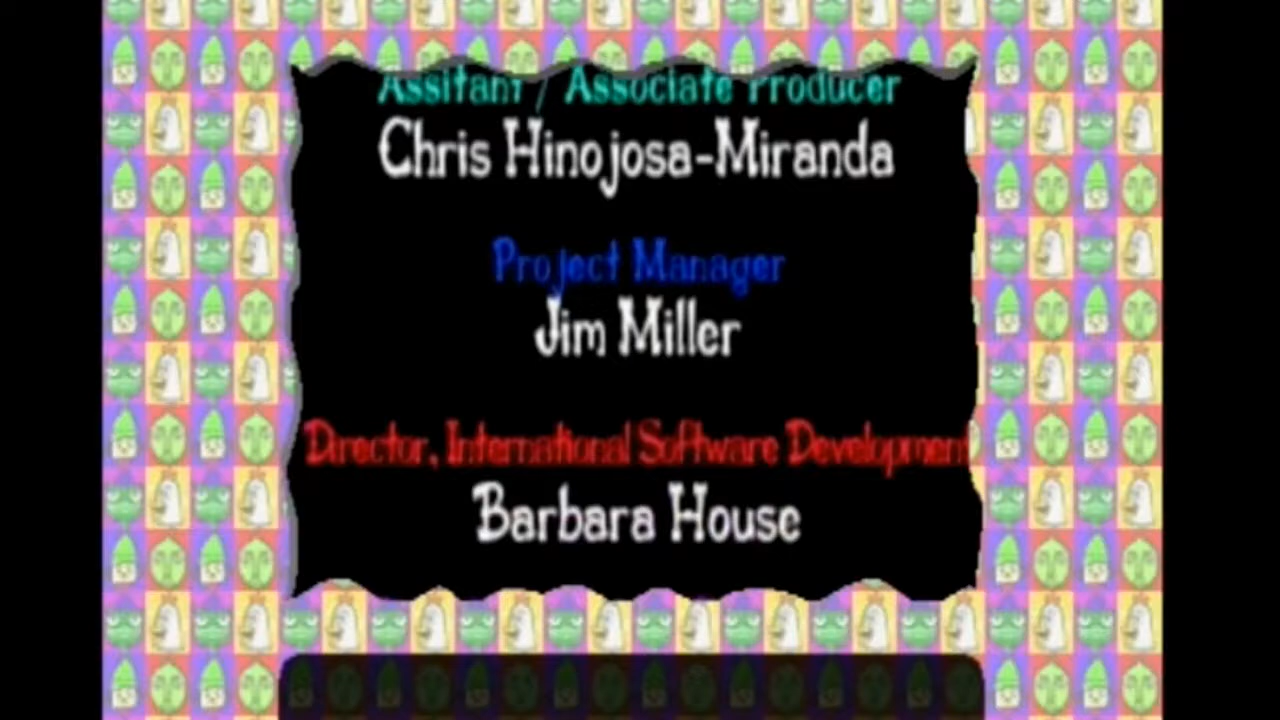 Assitant / Associate Producer
Chris Hinojosa-Miranda
Project Manager
Jim Miller
Director, International Software Development
Barbara House